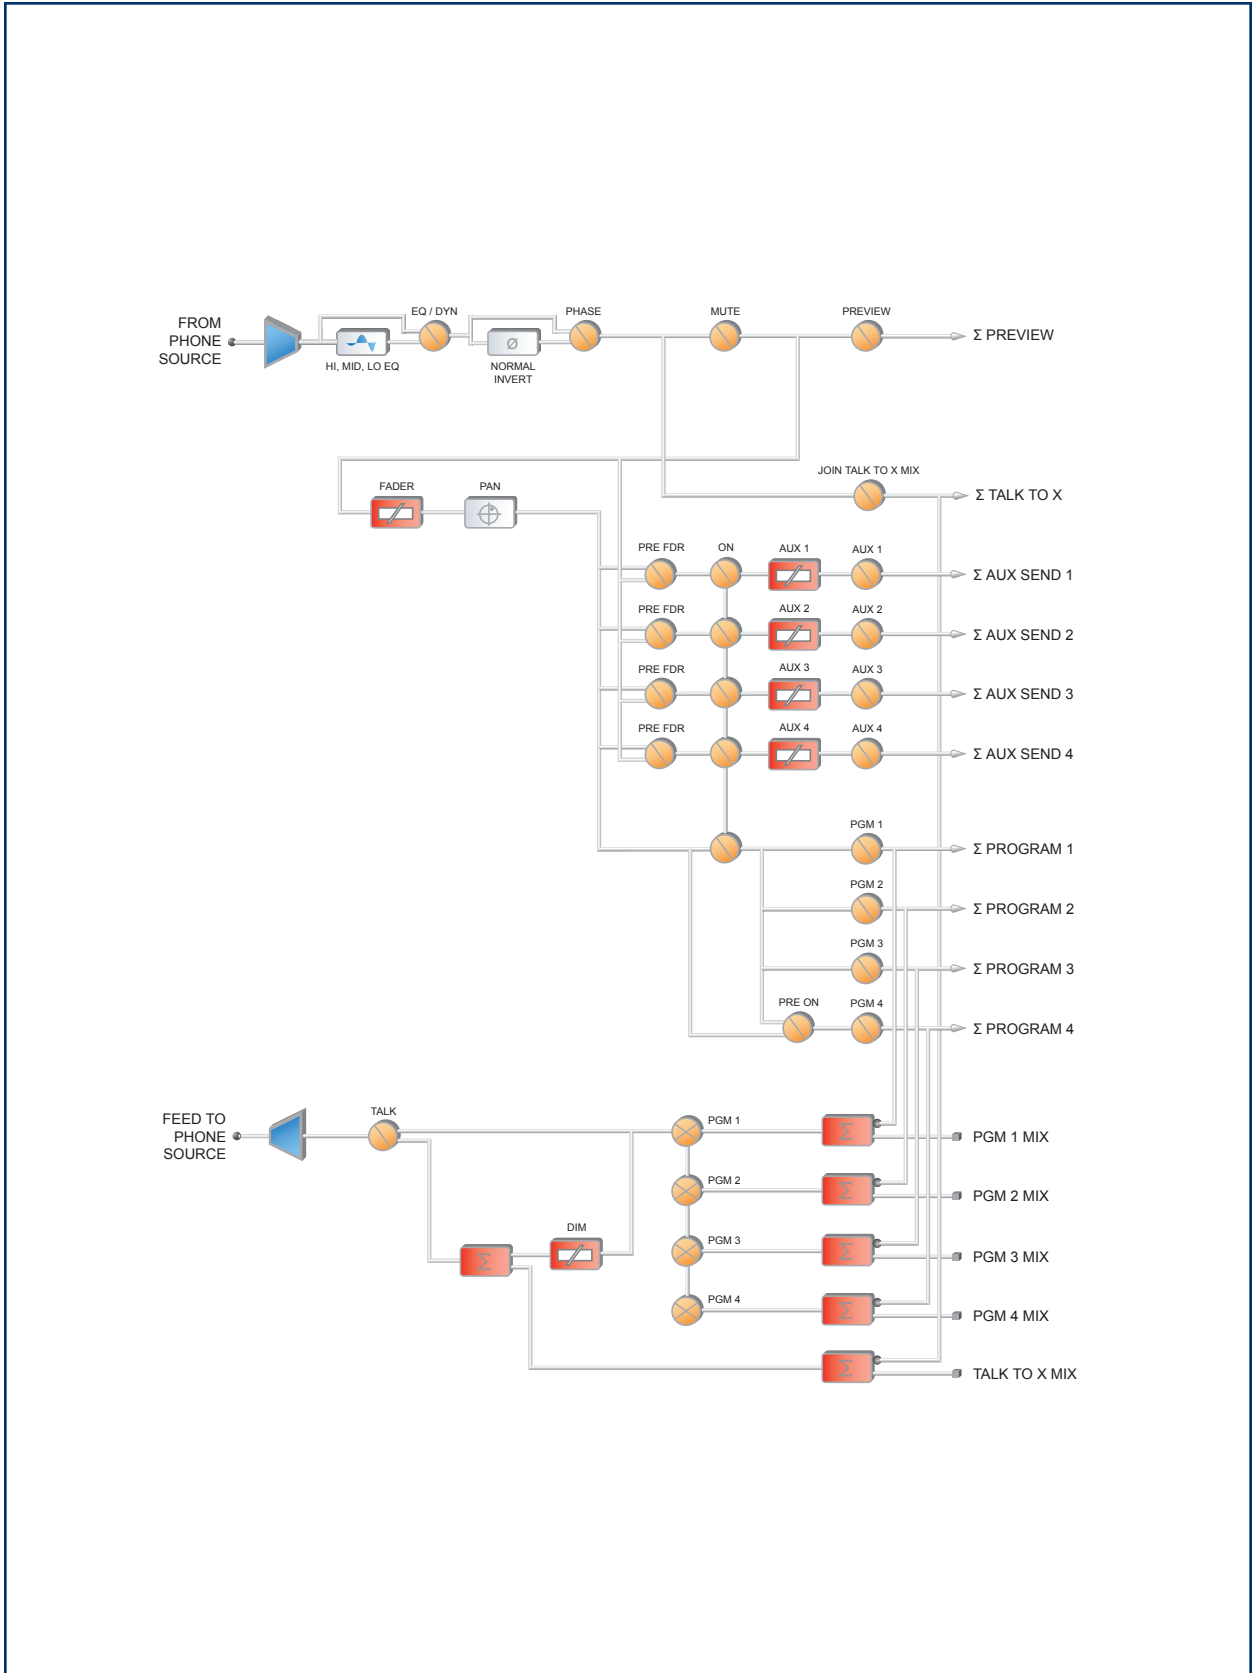 FROM
PHONE
SOURCE
HI, MID, LO EQ
EQ / DYN
Ø
NORMAL
INVERT
PHASE
MUTE
PREVIEW
Σ PREVIEW
FADER
PAN
JOIN TALK TO X MIX
Σ TALK TO X
PRE FDR
ON
AUX 1
AUX 1
Σ AUX SEND 1
PRE FDR
AUX 2
AUX 2
Σ AUX SEND 2
PRE FDR
AUX 3
AUX 3
Σ AUX SEND 3
PRE FDR
AUX 4
AUX 4
Σ AUX SEND 4
PGM 1
Σ PROGRAM 1
PGM 2
Σ PROGRAM 2
PGM 3
Σ PROGRAM 3
PRE ON
PGM 4
Σ PROGRAM 4
FEED TO
PHONE
SOURCE
TALK
PGM 1
Σ
PGM 1 MIX
PGM 2
Σ
PGM 2 MIX
Σ
DIM
PGM 3
Σ
PGM 3 MIX
PGM 4
Σ
PGM 4 MIX
Σ
TALK TO X MIX